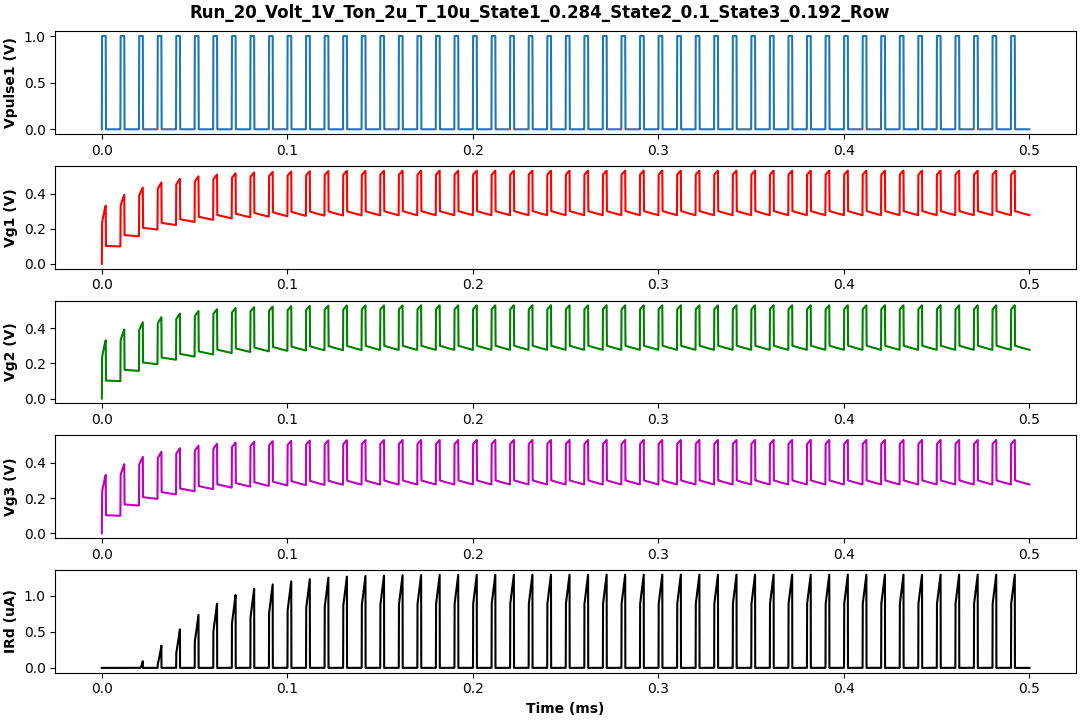 Run_20_Volt_1V_Ton_2u_T_10u_State1_0.284_State2_0.1_State3_0.192_Row
Vpulse1 (V)
1.0
0.5
0.0
0.0 0.1 0.2 0.3 0.4 0.5
Vg1 (V)
0.4
0.2
0.0
0.0 0.1 0.2 0.3 0.4 0.5
Vg2 (V)
0.4
0.2
0.0
0.0 0.1 0.2 0.3 0.4 0.5
Vg3 (V)
0.4
0.2
0.0
0.0 0.1 0.2 0.3 0.4 0.5
IRd (uA)
1.0
0.5
0.0
0.0 0.1 0.2 0.3 0.4 0.5
Time (ms)